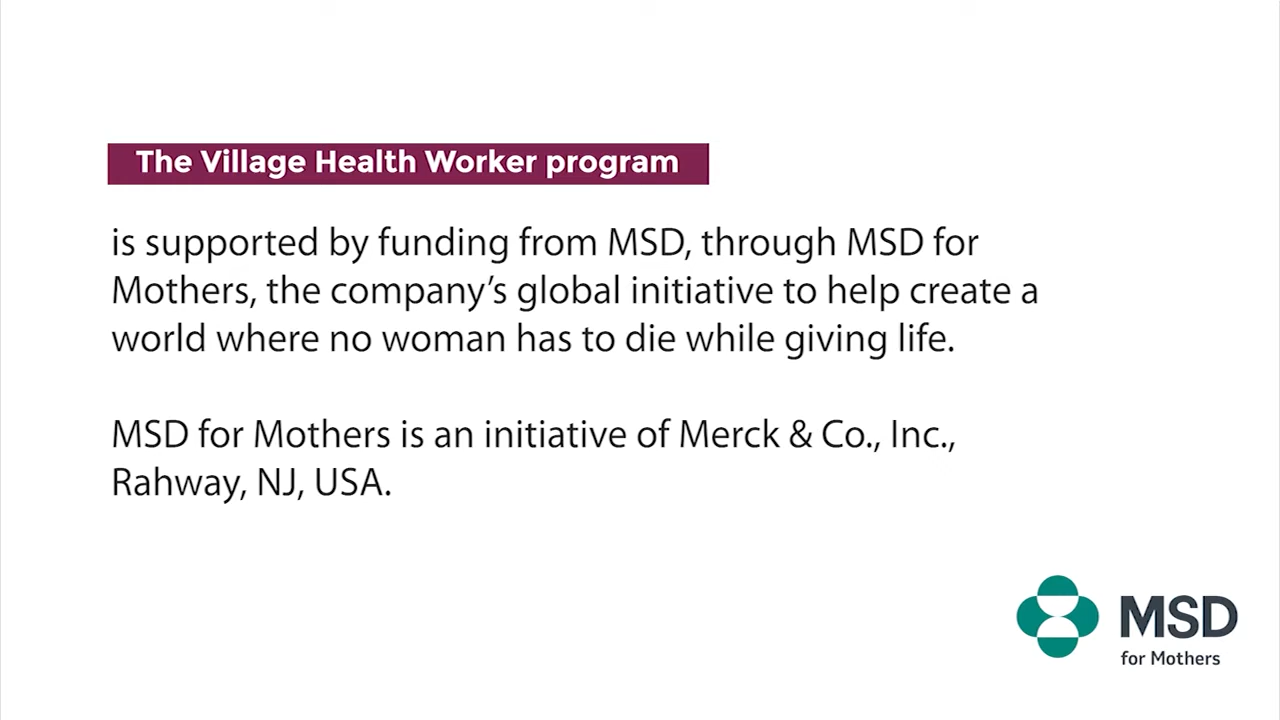 The Village Health Worker program
is supported by funding from MSD, through MSD for
Mothers, the company’s global initiative to help create a
world where no woman has to die while giving life.
MSD for Mothers is an initiative of Merck & Co., Inc.,
Rahway, NJ, USA.
MSD
for Mothers